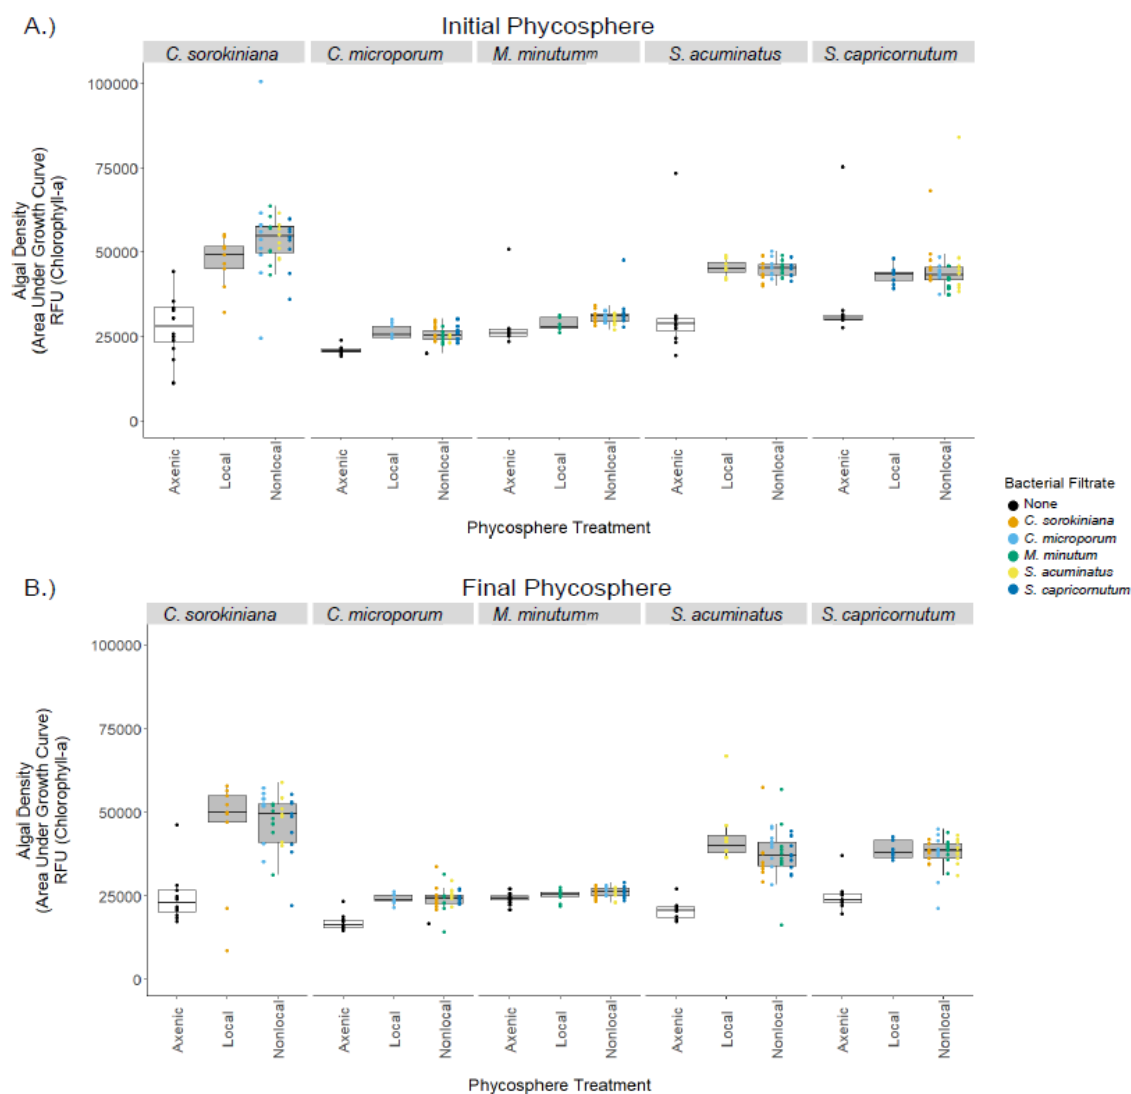 A.)
Initial Phycosphere
C. sorokiniana
C. microporum
M. minutumm
S. acuminatus
S. capricornutum
100000
75000
50000
25000
0
Algal Density
(Area Under Growth Curve)
RFU (Chlorophyll-a)
Axenic
Local
Nonlocal
Axenic
Local
Nonlocal
Axenic
Local
Nonlocal
Axenic
Local
Nonlocal
Axenic
Local
Nonlocal
Phycosphere Treatment
Bacterial Filtrate
None
C. sorokiniana
C. microporum
M. minutum
S. acuminatus
S. capricornutum
B.)
Final Phycosphere
C. sorokiniana
C. microporum
M. minutumm
S. acuminatus
S. capricornutum
100000
75000
50000
25000
0
Algal Density
(Area Under Growth Curve)
RFU (Chlorophyll-a)
Axenic
Local
Nonlocal
Axenic
Local
Nonlocal
Axenic
Local
Nonlocal
Axenic
Local
Nonlocal
Axenic
Local
Nonlocal
Phycosphere Treatment